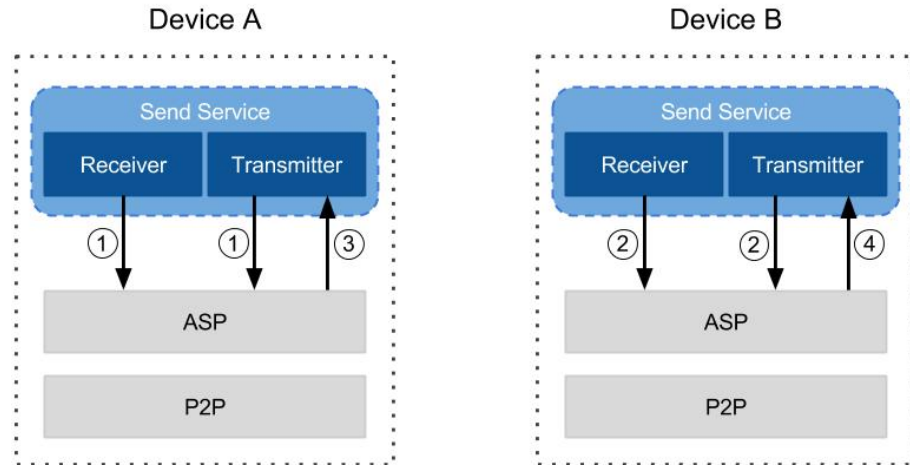 Device A
Device B
Send Service
Receiver
Transmitter
1
1
3
ASP
P2P
Send Service
Receiver
Transmitter
2
2
4
ASP
P2P